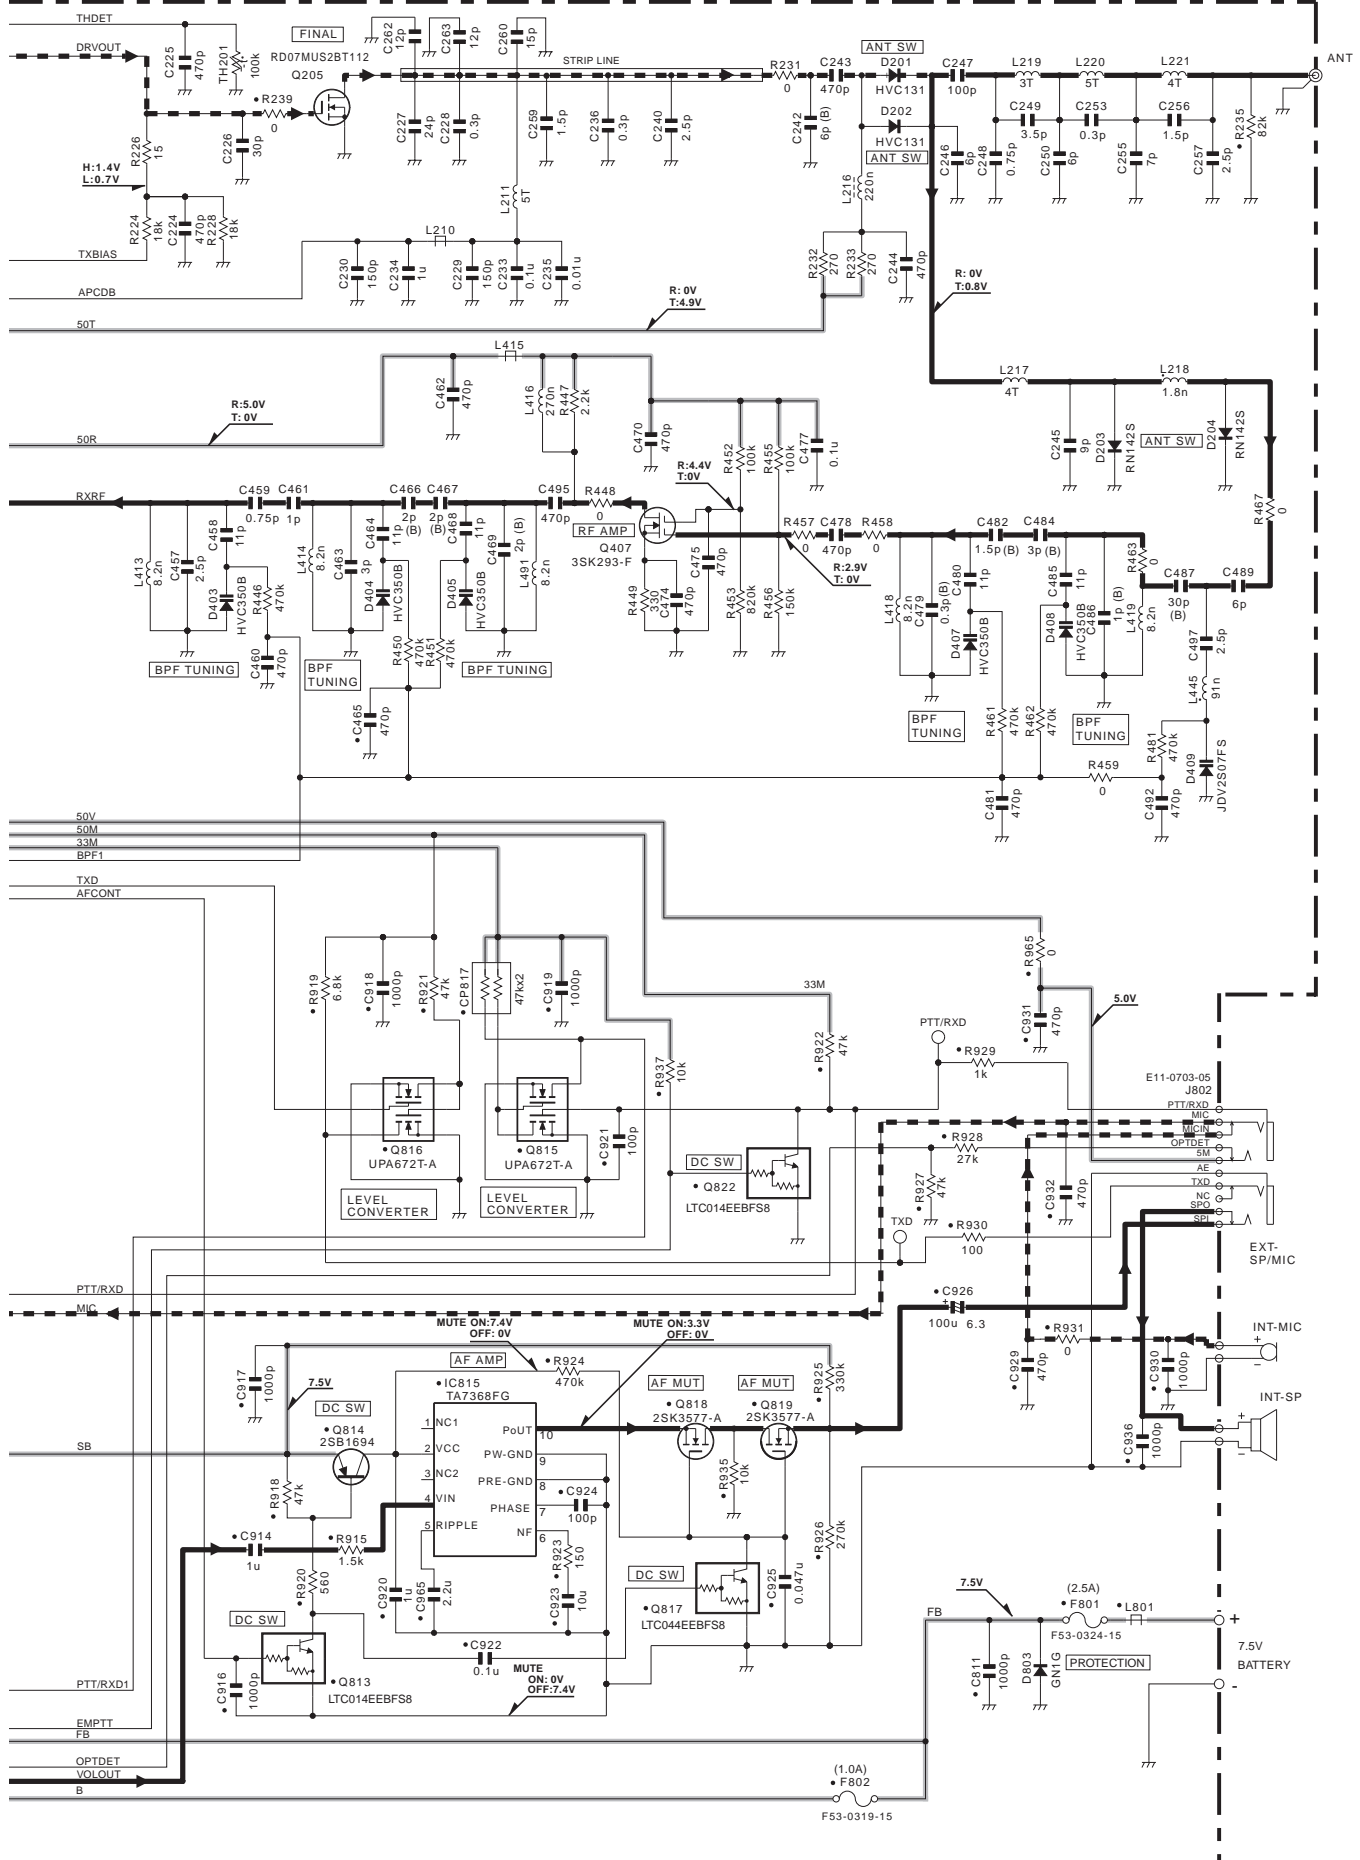 THDET
DRVOUT
C225
470p
TH201
100k
FINAL
RD07MUS2BT112
Q205
• R239
0
C226
30p
R226
15
H:1.4V
L:0.7V
R224
18k
C224
470p
R228
18k
TXBIAS
APCDB
50T
C262
12p
C263
12p
C260
15p
STRIP LINE
C227
24p
C228
0.3p
C259
1.5p
C236
0.3p
C240
2.5p
L211
5T
L210
C230
150p
C234
1u
C229
150p
C233
0.1u
C235
0.01u
R231
0
C243
470p
C242
6p (B)
ANT SW
D201
HVC131
D202
HVC131
ANT SW
C247
100p
L219
3T
L220
5T
L221
4T
ANT
C249
3.5p
C253
0.3p
C256
1.5p
C246
6p
C248
0.75p
C250
6p
C255
7p
C257
2.5p
• R235
82k
L216
220n
R232
270
R233
270
C244
470p
R: 0V
T:4.9V
R: 0V
T:0.8V
L217
4T
L218
1.8n
C245
9p
D203
RN142S
ANT SW
D204
RN142S
R467
0
L415
C462
470p
L416
270n
R447
2.2k
C470
470p
R452
100k
R455
100k
C477
0.1u
R:5.0V
T: 0V
50R
R:4.4V
T:0V
RXRF
C459
0.75p
C461
1p
C466
2p
(B)
C467
2p
(B)
C495
470p
R448
0
RF AMP
Q407
3SK293-F
R457
0
C478
470p
R458
0
C482
1.5p (B)
C484
3p (B)
R463
0
C487
30p
(B)
C489
6p
L413
8.2n
C457
2.5p
C458
11p
D403
HVC350B
R446
470k
C460
470p
L414
8.2n
C463
3p
C464
11p
D404
HVC350B
R450
470k
R451
470k
C468
11p
D405
HVC350B
C469
2p (B)
L491
8.2n
R449
330
C474
470p
C475
470p
R453
820k
R456
150k
R:2.9V
T: 0V
L418
8.2n
C479
0.3p (B)
C480
11p
D407
HVC350B
R461
470k
R462
470k
C485
11p
D408
HVC350B
C486
1p (B)
L419
8.2n
C497
2.5p
L445
91n
R481
470k
D409
JDV2S07FS
BPF TUNING
BPF
TUNING
BPF TUNING
BPF
TUNING
BPF
TUNING
• C465
470p
R459
0
C481
470p
C492
470p
50V
50M
33M
BPF1
TXD
AFCONT
• R919
6.8k
• C918
1000p
• R921
47k
• CP817
47kx2
• C919
1000p
33M
• R937
10k
• R922
47k
• R965
0
• C931
470p
5.0V
PTT/RXD
• R929
1k
E11-0703-05
J802
PTT/RXD
MIC
MICIN
OPTDET
5M
AE
TXD
NC
SPO
SPI
EXT-
SP/MIC
• Q816
UPA672T-A
LEVEL
CONVERTER
• Q815
UPA672T-A
LEVEL
CONVERTER
• C921
100p
DC SW
• Q822
LTC014EEBFS8
• R928
27k
• R927
47k
• C932
470p
TXD
• R930
100
PTT/RXD
MIC
MUTE ON:7.4V
OFF: 0V
MUTE ON:3.3V
OFF: 0V
• C926
+
100u 6.3
• R931
0
• C929
470p
• C930
1000p
INT-MIC
+
−
• C917
1000p
7.5V
AF AMP
• R924
470k
• IC815
TA7368FG
AF MUT
• Q818
2SK3577-A
AF MUT
• Q819
2SK3577-A
• R925
330k
INT-SP
+
−
• C936
1000p
DC SW
• Q814
2SB1694
SB
1 NC1
2 VCC
3 NC2
4 VIN
5 RIPPLE
PoUT
10
PW-GND
9
PRE-GND
8
PHASE
7
NF
6
• R935
10k
• R918
47k
• C924
100p
• C914
1u
• R915
1.5k
• R920
560
• C920
1u
• C965
2.2u
• R923
150
• C923
10u
• R926
270k
DC SW
• Q817
LTC044EEBFS8
• C925
0.047u
DC SW
• Q813
LTC014EEBFS8
• C916
1000p
• C922
0.1u
MUTE
ON: 0V
OFF:7.4V
7.5V
FB
(2.5A)
• F801
F53-0324-15
• L801
+
7.5V
BATTERY
-
• C811
1000p
D803
GN1G
PROTECTION
PTT/RXD1
EMPTT
FB
OPTDET
VOLOUT
B
(1.0A)
• F802
F53-0319-15